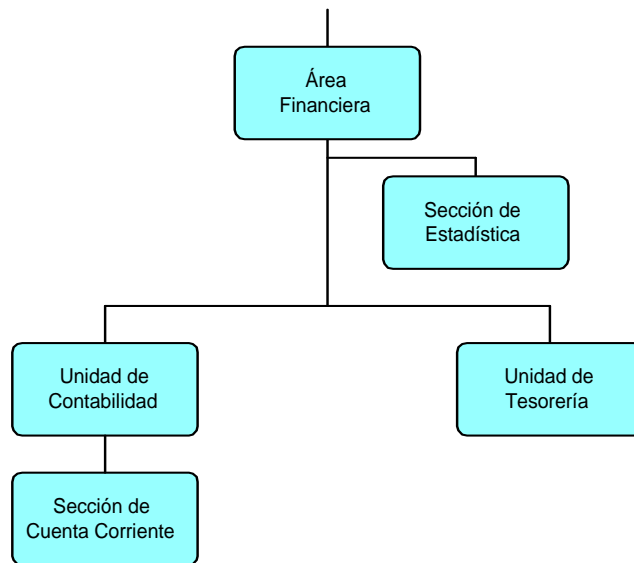 Área
Financiera
Sección de
Estadística
Unidad de
Contabilidad
Unidad de
Tesorería
Sección de
Cuenta Corriente